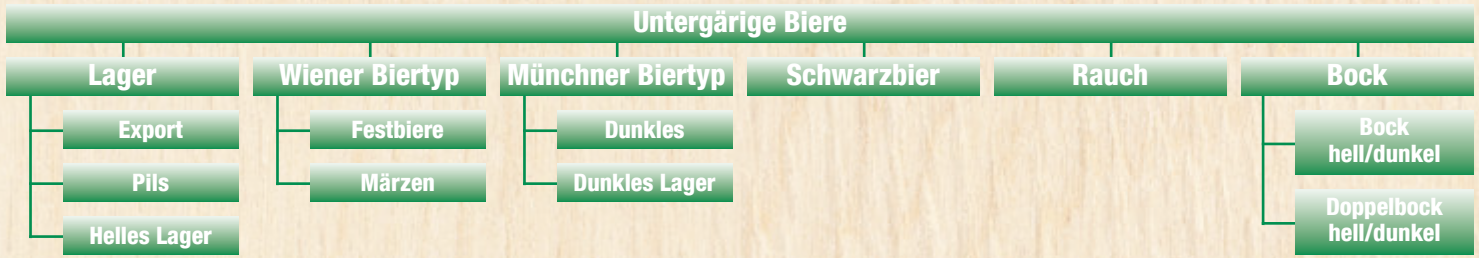 Untergärige Biere
Lager
Wiener Biertyp
Münchner Biertyp
Schwarzbier
Rauch
Bock
Export
Pils
Helles Lager
Festbiere
Märzen
Dunkles
Dunkles Lager
Bock
hell/dunkel
Doppelbock
hell/dunkel